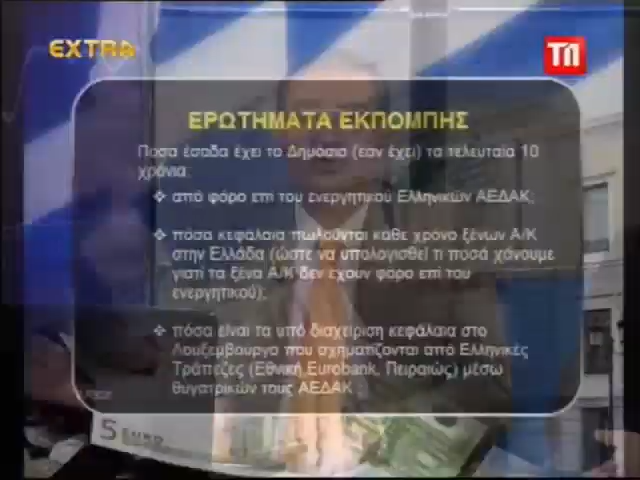 EXTRA
ΤΠ
ΕΡΩΤΗΜΑΤΑ ΕΚΠΟΜΠΗΣ
Ποσα έσοδα έχει το Δημόσιο (εαν έχει) τα τελευταία 10
χρόνια:
❖ από φόρο επί του ενεργητικού Ελληνικών ΑΕΔΑΚ;
❖ πόσα κεφάλαια πωλούνται κάθε χρόνο ξένων Α/Κ
στην Ελλάδα (ώστε να υπολογισθεί τι ποσά χάνουμε
γιατί τα ξένα Α/Κ δεν έχουν φόρο επί του
ενεργητικού);
❖ πόσα είναι τα υπό διαχείριση κεφάλαια στο
Λουξεμβούργο που σχηματίζονται από Ελληνικές
Τράπεζες (Εθνική,Eurobank, Πειραιώς) μέσω
θυγατρικών τους ΑΕΔΑΚ ;
5 EURO